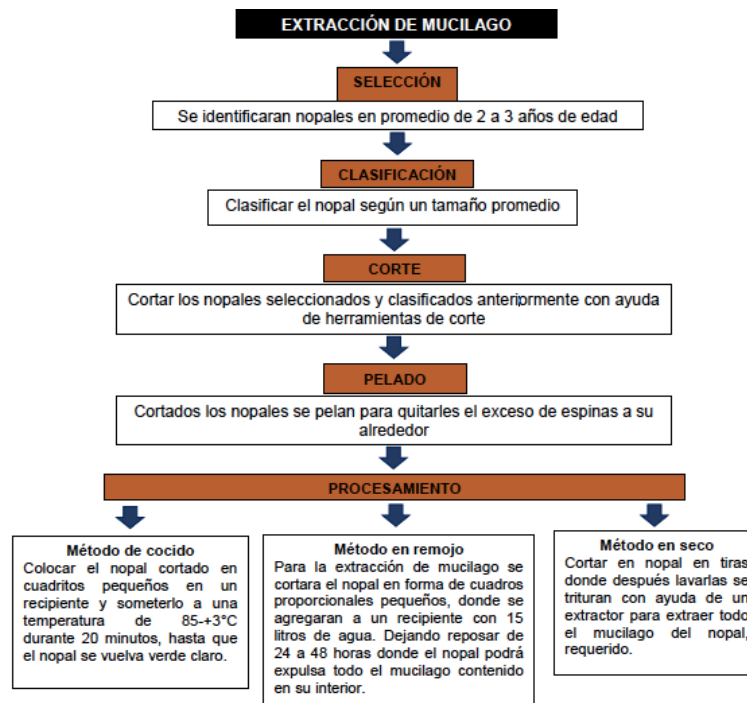 EXTRACCIÓN DE MUCILAGO
SELECCIÓN
Se identificaran nopales en promedio de 2 a 3 años de edad
CLASIFICACIÓN
Clasificar el nopal según un tamaño promedio
CORTE
Cortar los nopales seleccionados y clasificados anteriprmente con ayuda
de herramientas de corte
PELADO
Cortados los nopales se pelan para quitarles el exceso de espinas a su
alrededor
PROCESAMIENTO
Método de cocido
Colocar el nopal cortado en
cuadritos pequeños en un
recipiente y someterlo a una
temperatura de 85-+3°C
durante 20 minutos, hasta que
el nopal se vuelva verde claro.
Método en remojo
Para la extracción de mucilago se
cortara el nopal en forma de cuadros
proporcionales pequeños, donde se
agregaran a un recipiente con 15
litros de agua. Dejando reposar de
24 a 48 horas donde el nopal podrá
expulsa todo el mucilago contenido
en su interior.
Método en seco
Cortar en nopal en tiras
donde después lavarlas se
trituran con ayuda de un
extractor para extraer todo
el mucilago del nopal,
requerido.